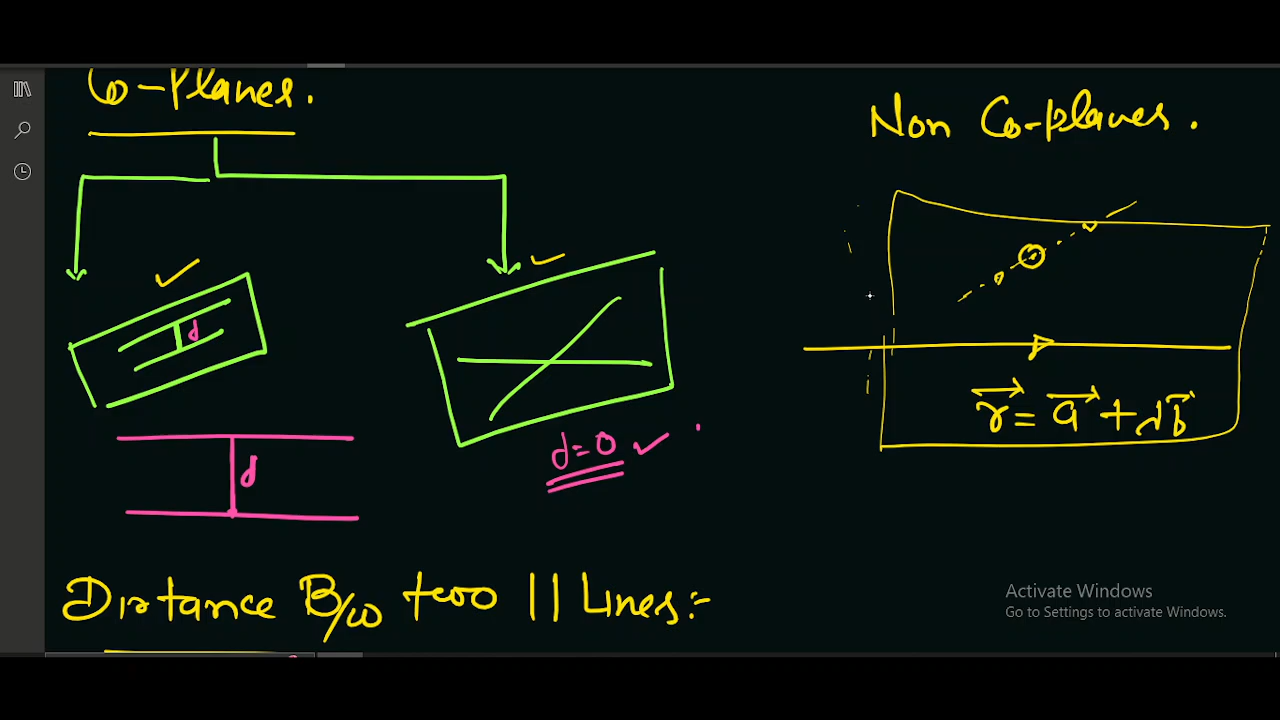 Co-Planes.
Non Co-planes.
d
d
d=0
r = a + λb
Distance B/w two || Lines:-
Activate Windows
Go to Settings to activate Windows.